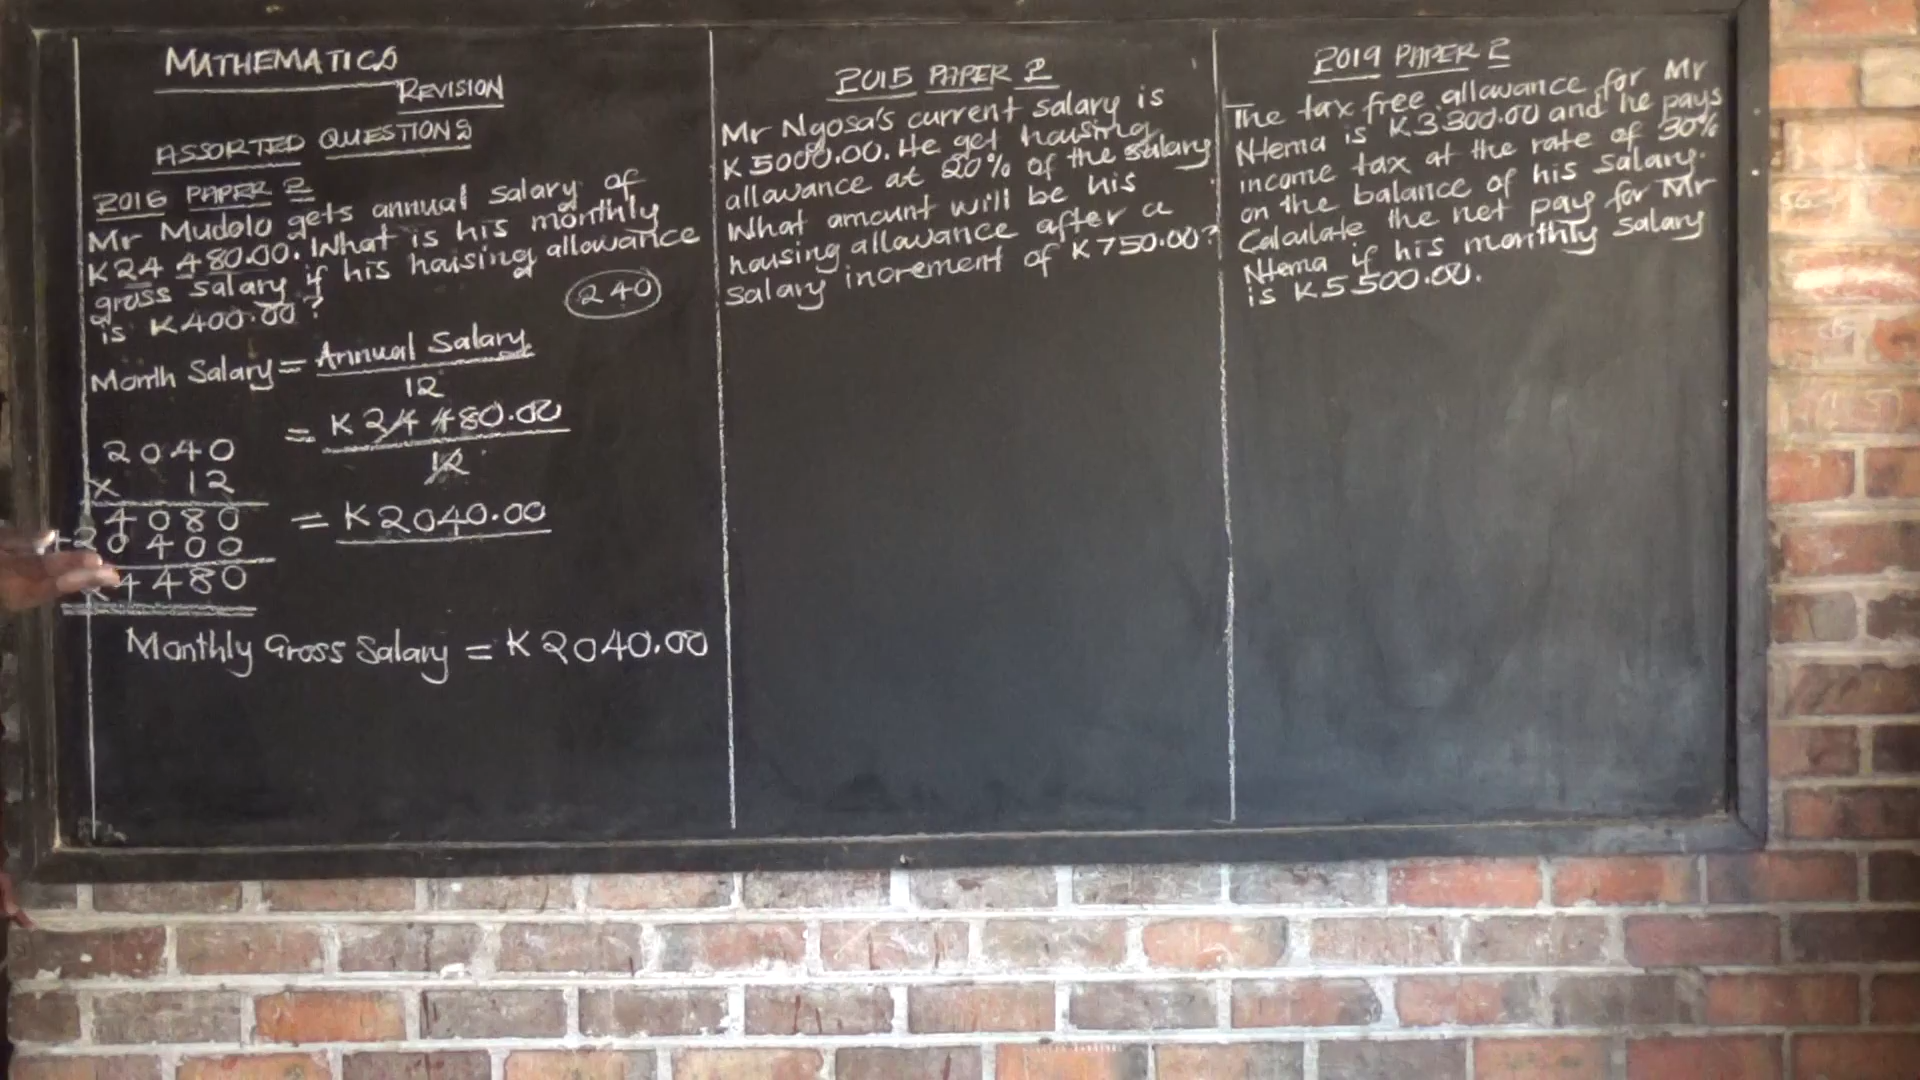 MATHEMATICS
REVISION
ASSORTED QUESTIONS
2016 PAPER 2
Mr Mudolo gets annual salary of
K24 480.00. What is his monthly
gross salary if his haising allowance
is K400.00?
240
Month Salary = Annual Salary
12
= K24 480.00
12
= K2040.00
2040
× 12
4080
+20400
24480
Monthly Gross Salary = K2040.00
2015 PAPER 2
Mr Ngosa's current salary is
K5000.00. He get housing
allowance at 20% of the salary
What amount will be his
housing allowance after a
salary increment of K750.00?
2019 PAPER 2
The tax free allowance for Mr
Ntema is K3300.00 and he pays
income tax at the rate of 30%
on the balance of his salary.
Calculate the net pay for Mr
Ntema if his monthly salary
is K5500.00.